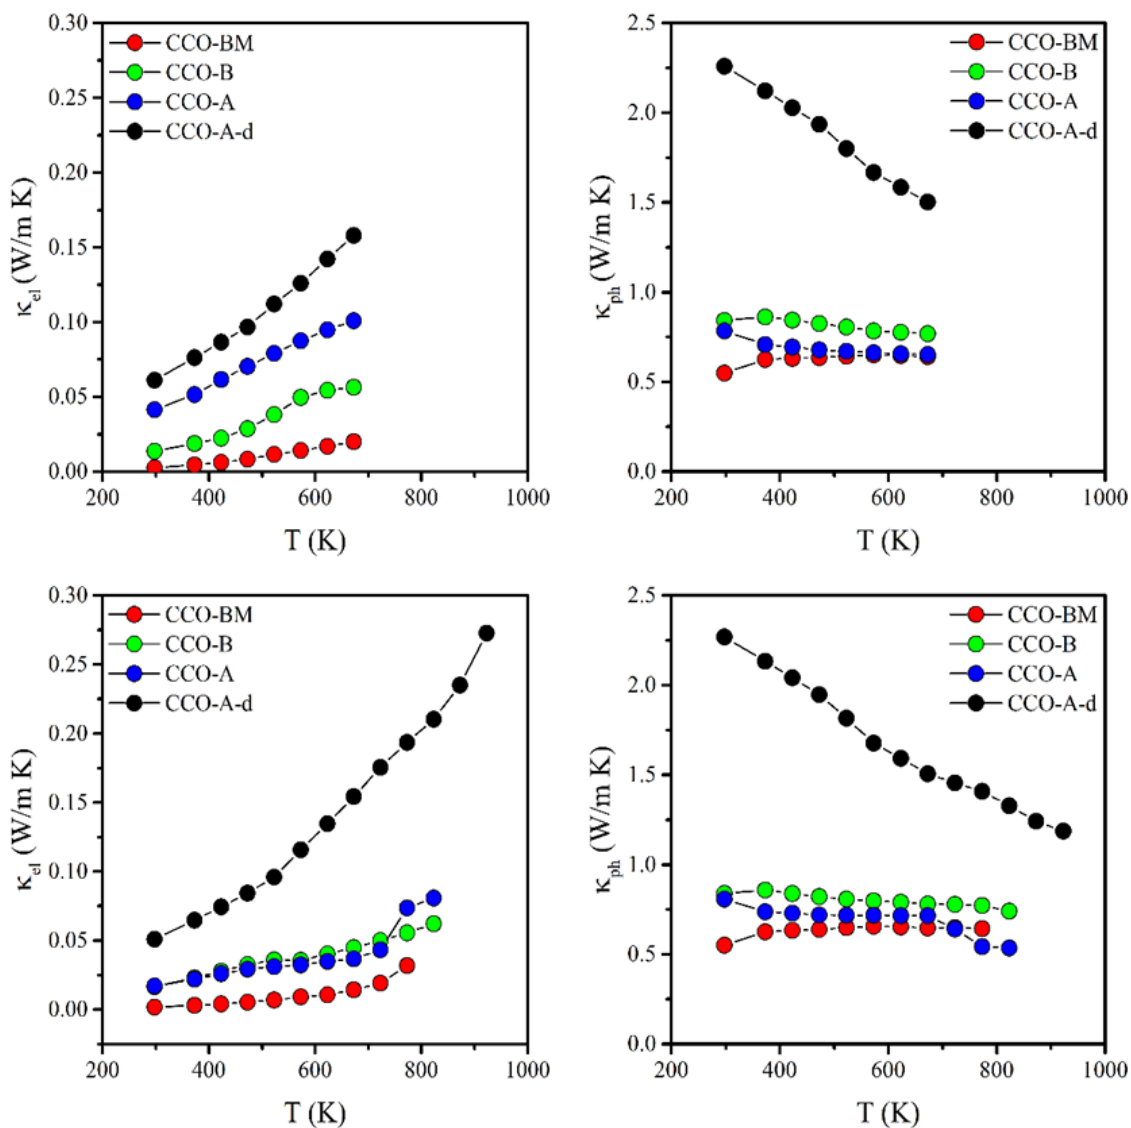 0.30
0.25
0.20
0.15
0.10
0.05
0.00
κel (W/m K)
CCO-BM
CCO-B
CCO-A
CCO-A-d
200 400 600 800 1000
T (K)
2.5
2.0
1.5
1.0
0.5
0.0
κph (W/m K)
CCO-BM
CCO-B
CCO-A
CCO-A-d
200 400 600 800 1000
T (K)
0.30
0.25
0.20
0.15
0.10
0.05
0.00
κel (W/m K)
CCO-BM
CCO-B
CCO-A
CCO-A-d
200 400 600 800 1000
T (K)
2.5
2.0
1.5
1.0
0.5
0.0
κph (W/m K)
CCO-BM
CCO-B
CCO-A
CCO-A-d
200 400 600 800 1000
T (K)